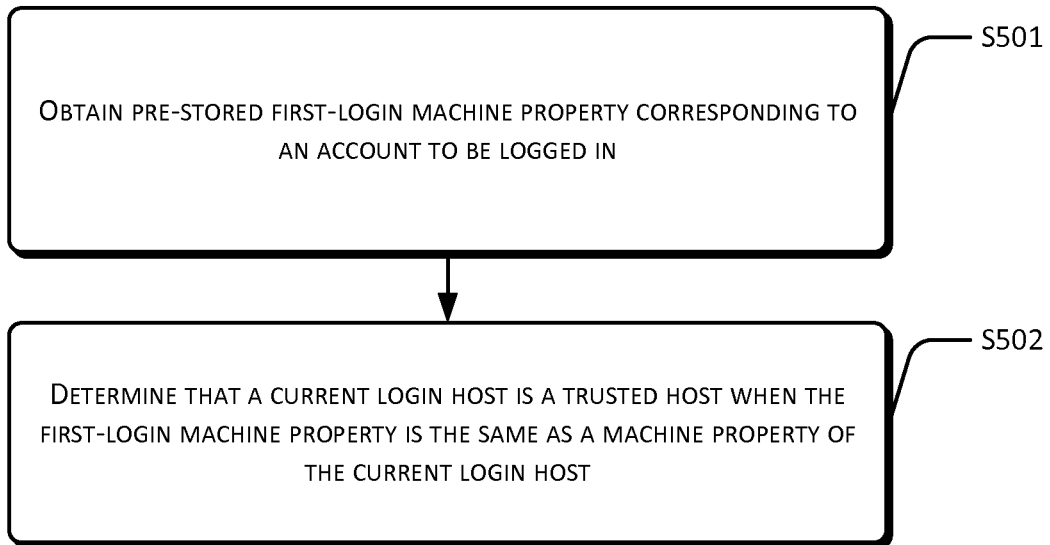 OBTAIN PRE-STORED FIRST-LOGIN MACHINE PROPERTY CORRESPONDING TO
AN ACCOUNT TO BE LOGGED IN
S501
DETERMINE THAT A CURRENT LOGIN HOST IS A TRUSTED HOST WHEN THE
FIRST-LOGIN MACHINE PROPERTY IS THE SAME AS A MACHINE PROPERTY OF
THE CURRENT LOGIN HOST
S502